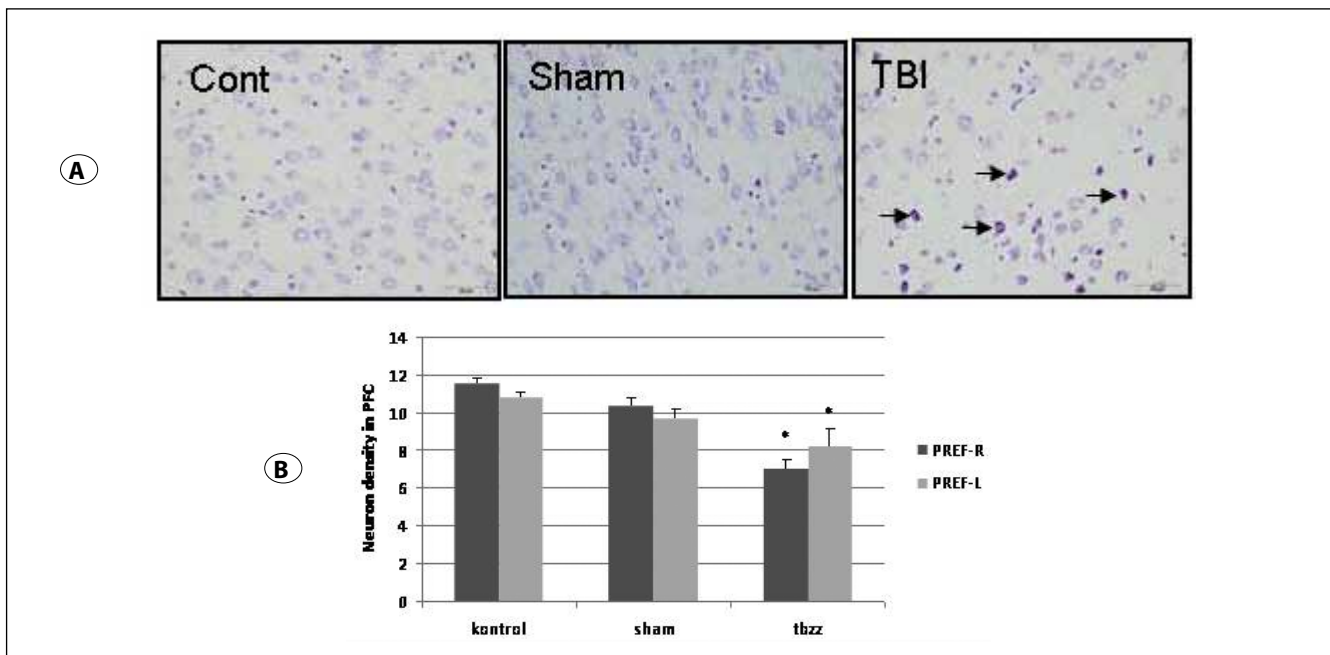 Cont
Sham
TBI
A
14
12
10
8
6
4
2
0
Neuron density in PFC
* *
kontrol sham tbzz
PREF-R
PREF-L
B